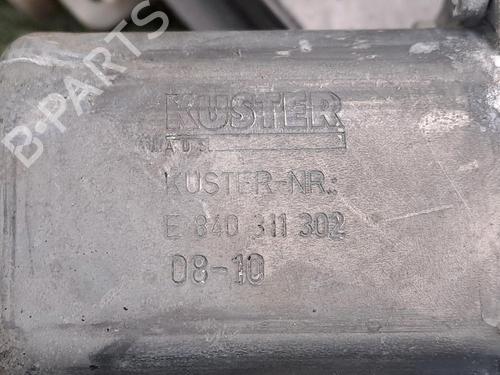 B-PARTS
KUSTER
KUSTER-NR.:
E 840 311 302
08-10